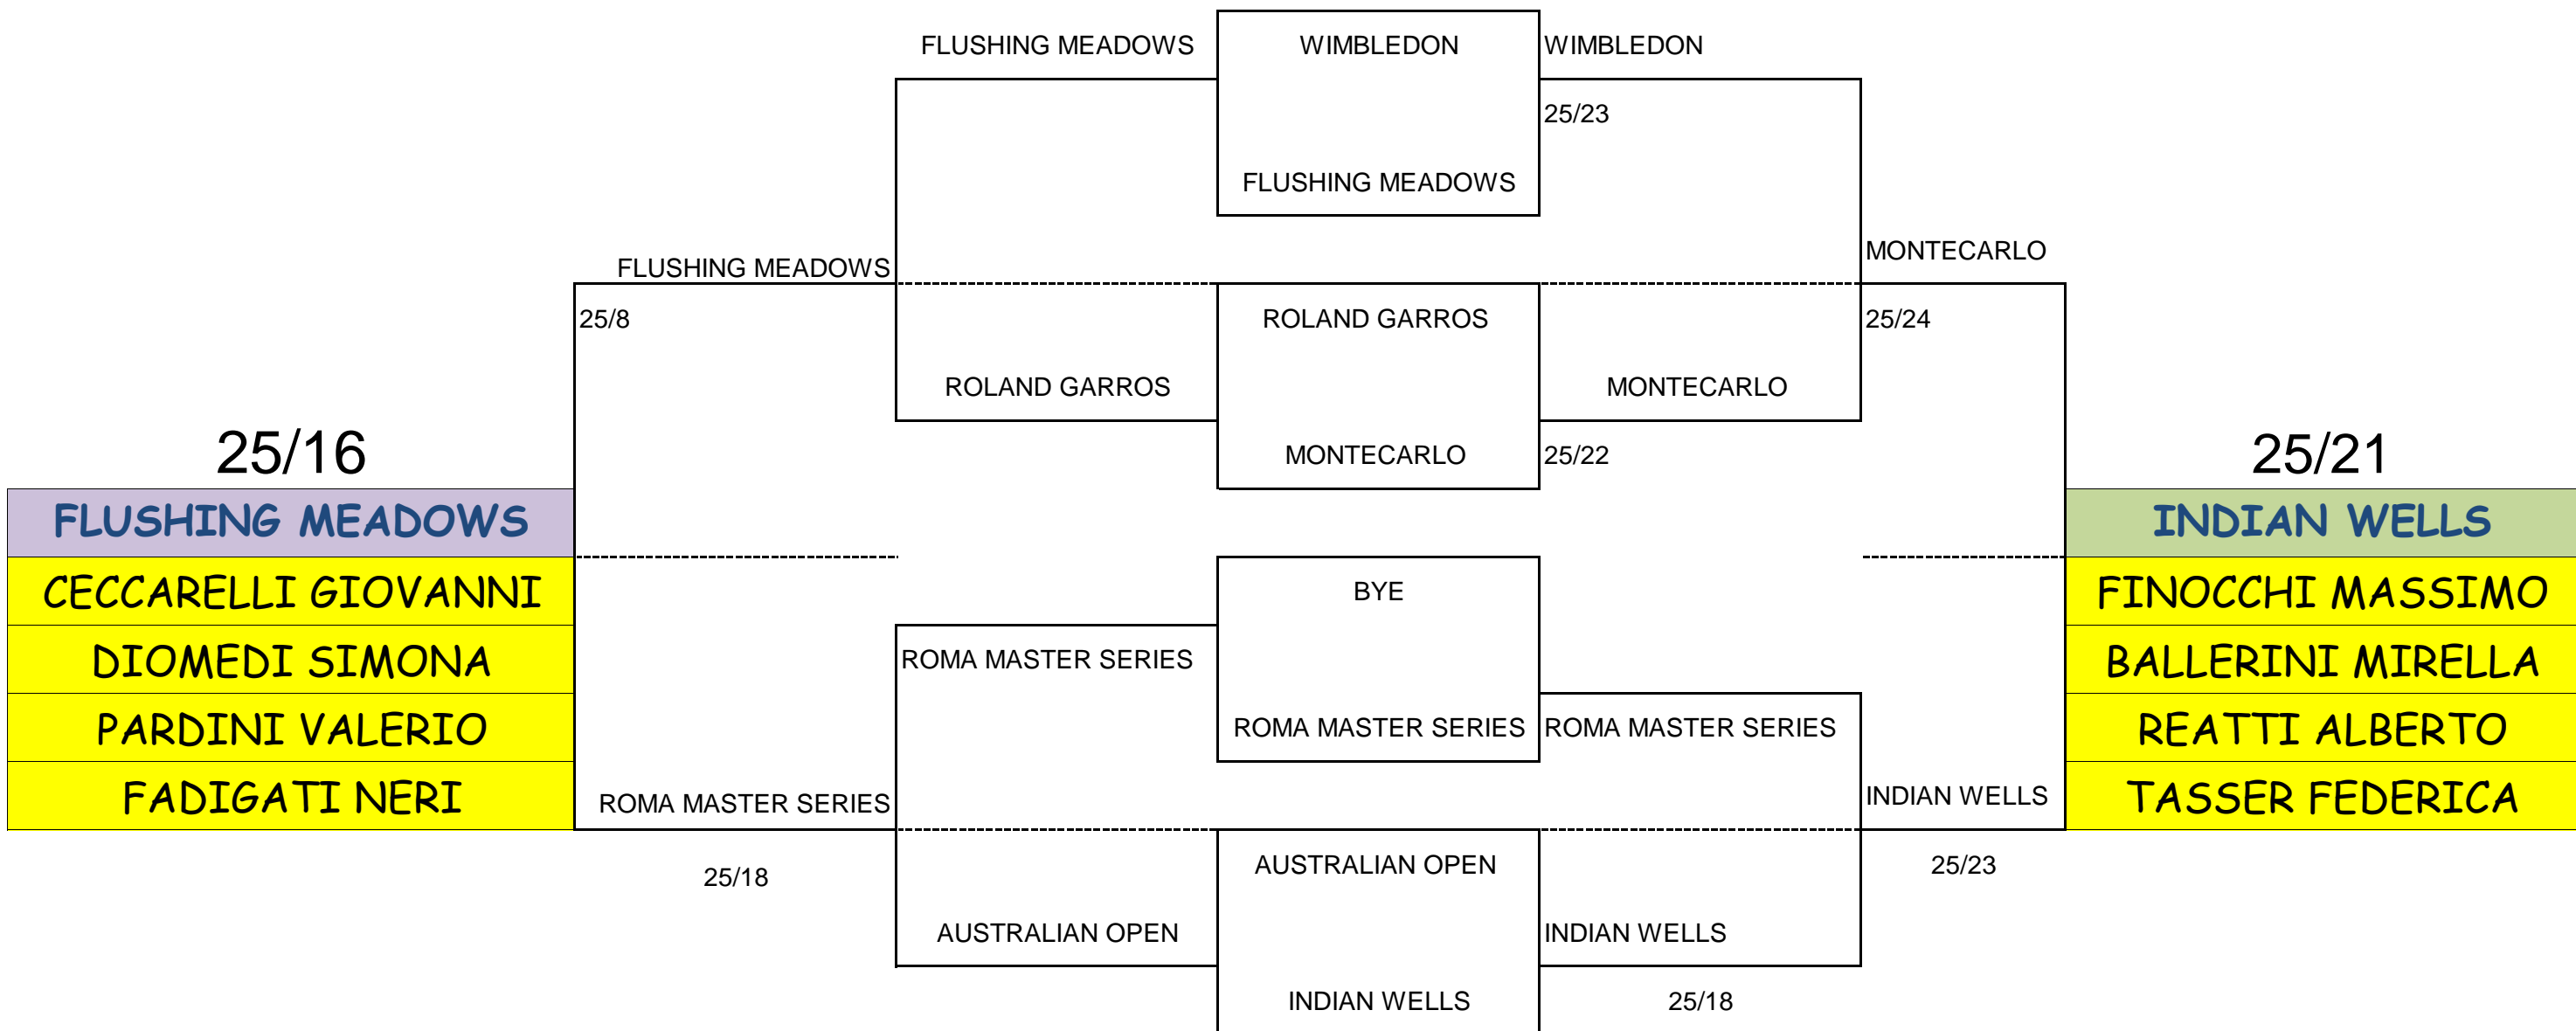 FLUSHING MEADOWS WIMBLEDON WIMBLEDON
25/23
FLUSHING MEADOWS
FLUSHING MEADOWS MONTECARLO
25/8 ROLAND GARROS 25/24
ROLAND GARROS MONTECARLO
25/16 MONTECARLO 25/22 25/21
FLUSHING MEADOWS INDIAN WELLS
CECCARELLI GIOVANNI BYE FINOCCHI MASSIMO
DIOMEDI SIMONA ROMA MASTER SERIES BALLERINI MIRELLA
PARDINI VALERIO ROMA MASTER SERIES ROMA MASTER SERIES REATTI ALBERTO
FADIGATI NERI ROMA MASTER SERIES INDIAN WELLS TASSER FEDERICA
25/18 AUSTRALIAN OPEN 25/23
AUSTRALIAN OPEN INDIAN WELLS
INDIAN WELLS 25/18